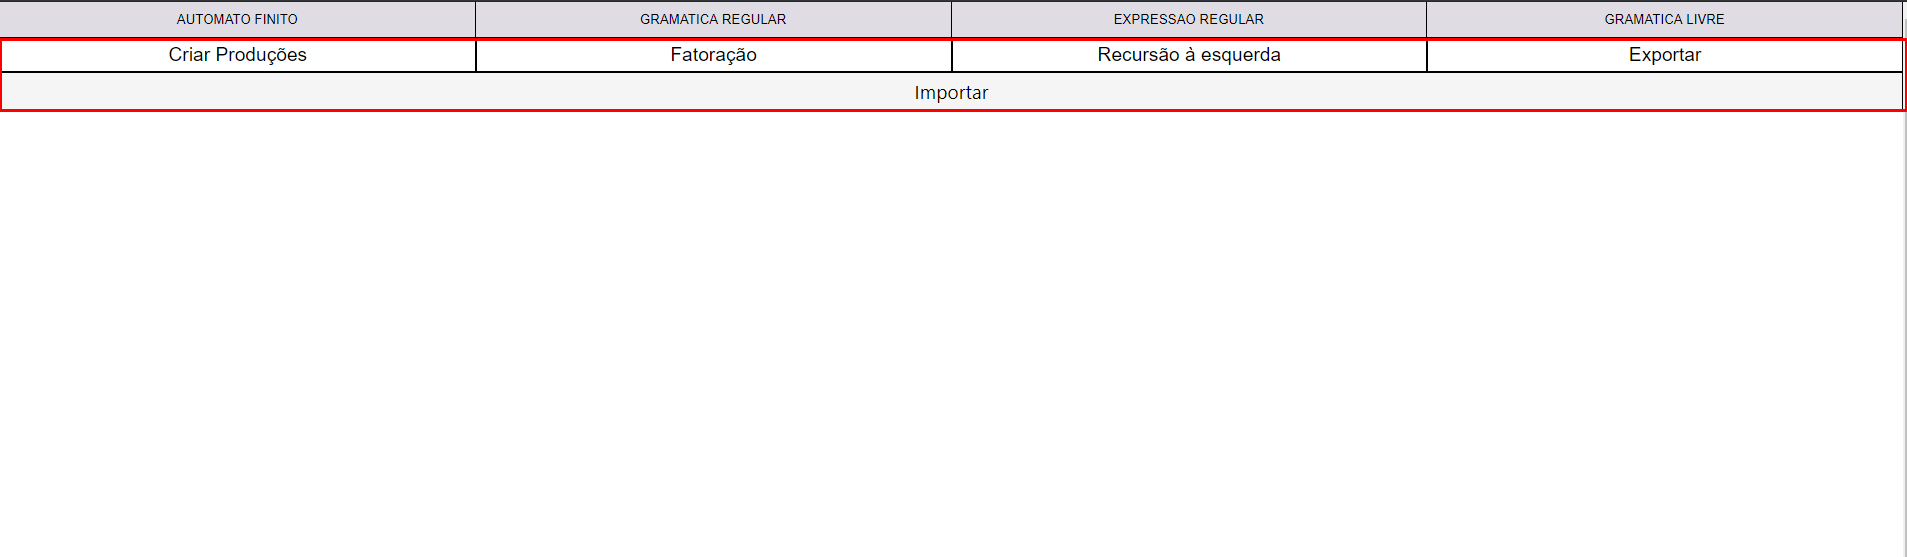 AUTOMATO FINITO GRAMATICA REGULAR EXPRESSAO REGULAR GRAMATICA LIVRE
Criar Produções Fatoração Recursão à esquerda Exportar
Importar